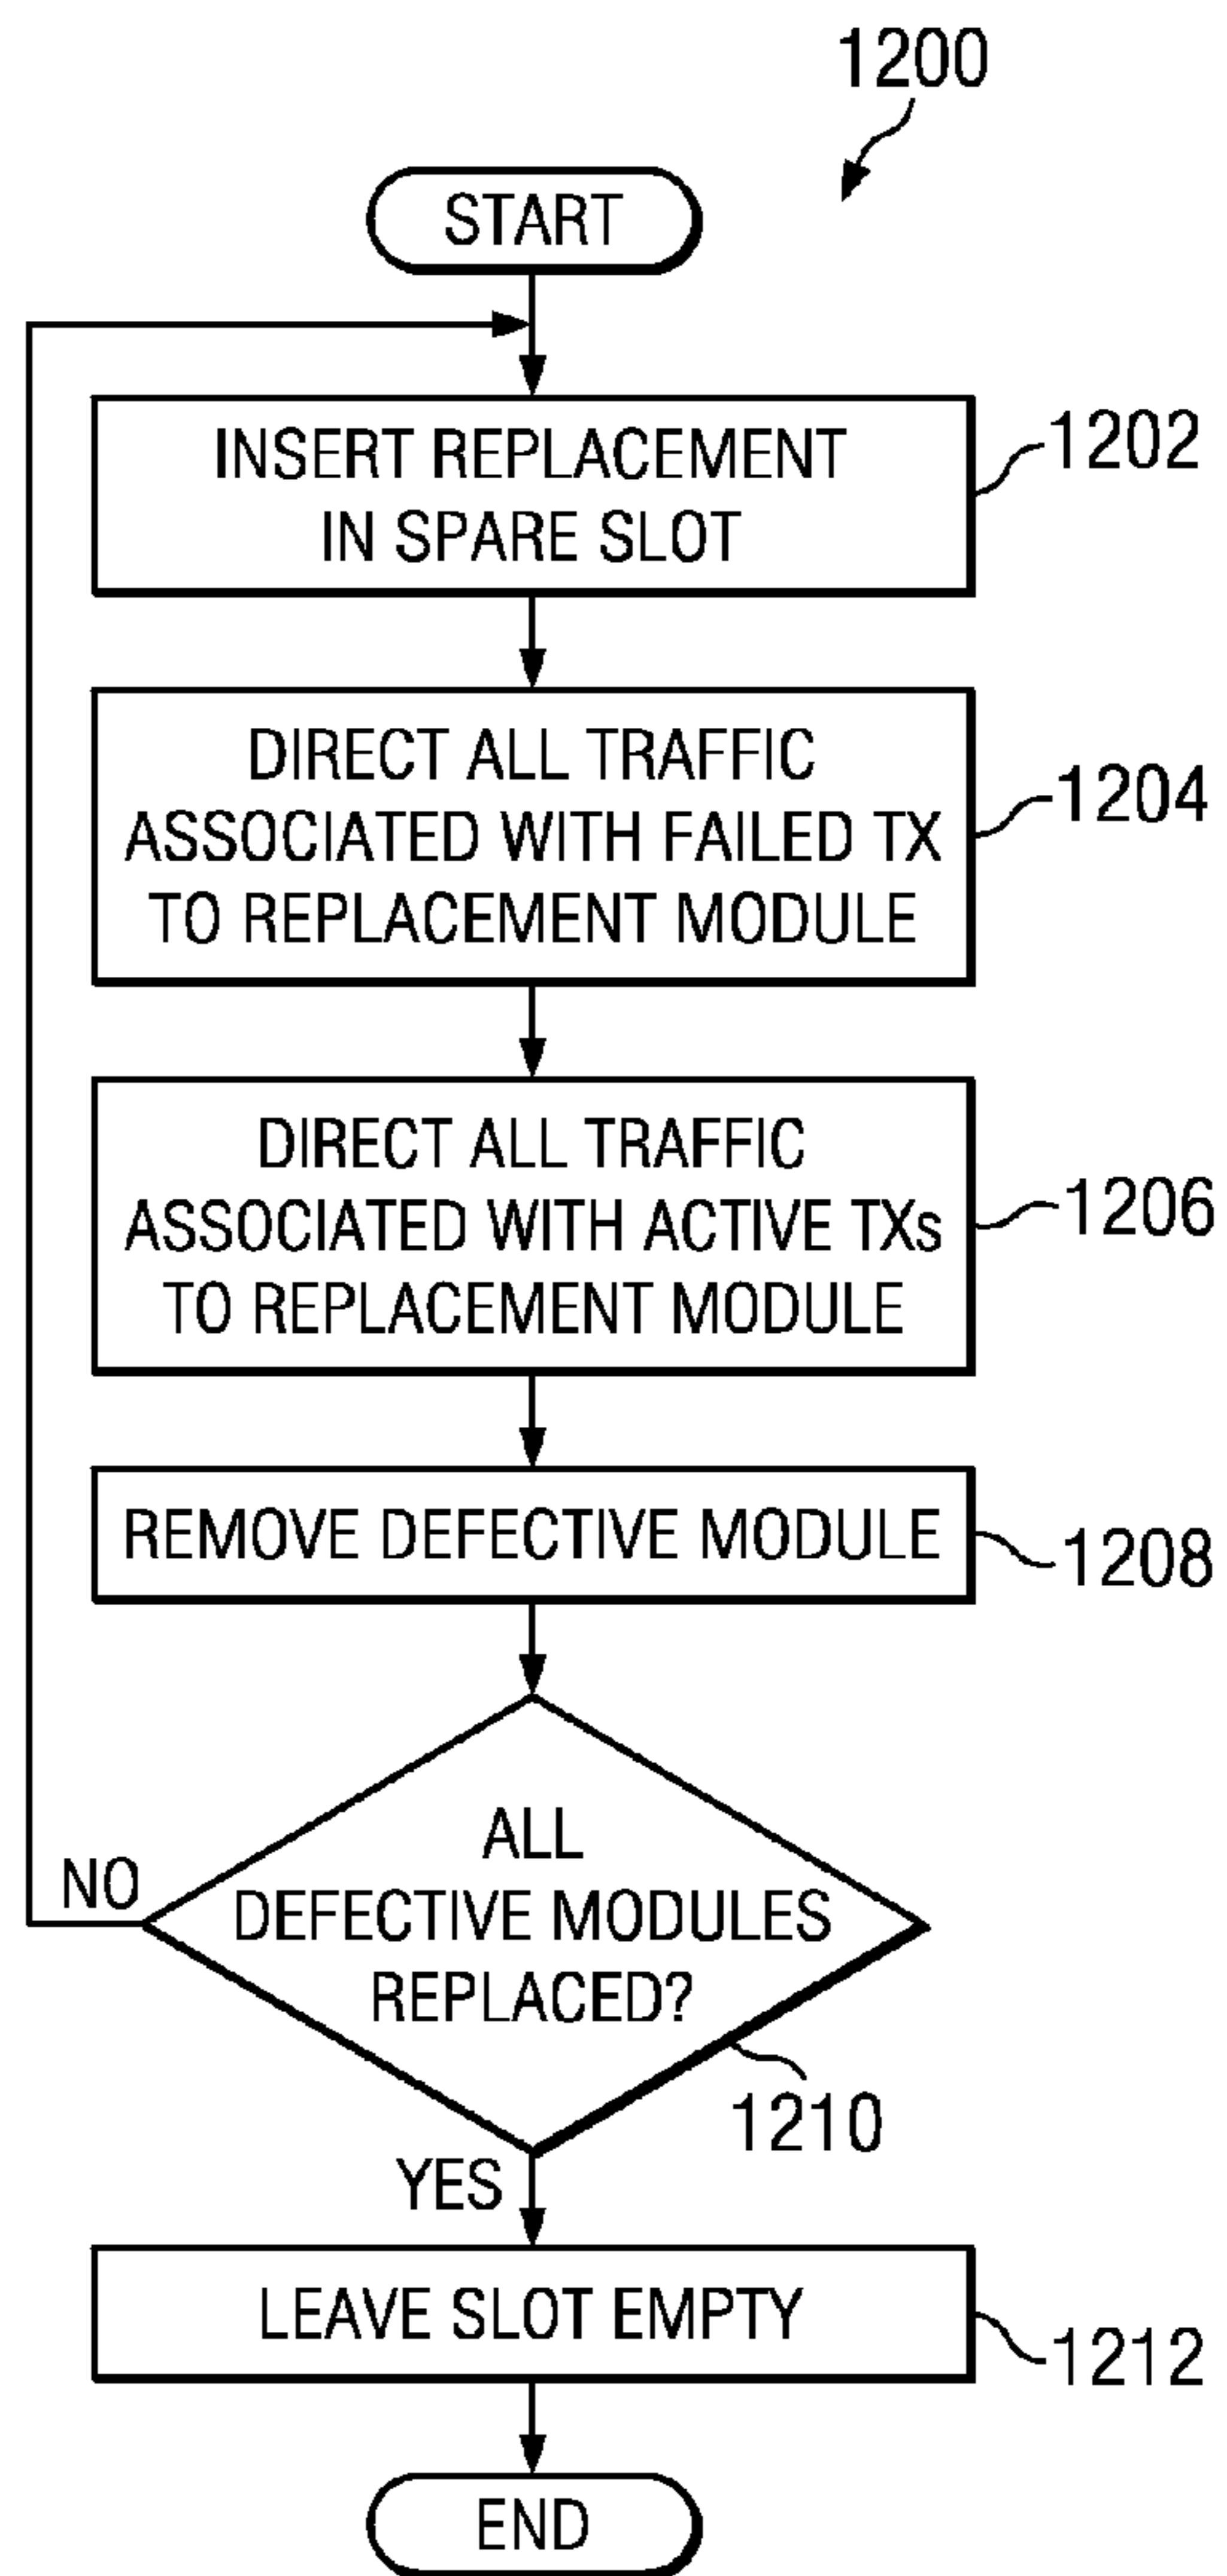 1200
START
INSERT REPLACEMENT
IN SPARE SLOT
1202
DIRECT ALL TRAFFIC
ASSOCIATED WITH FAILED TX
TO REPLACEMENT MODULE
1204
DIRECT ALL TRAFFIC
ASSOCIATED WITH ACTIVE TXs
TO REPLACEMENT MODULE
1206
REMOVE DEFECTIVE MODULE
1208
ALL
DEFECTIVE MODULES
REPLACED?
NO
1210
YES
LEAVE SLOT EMPTY
1212
END